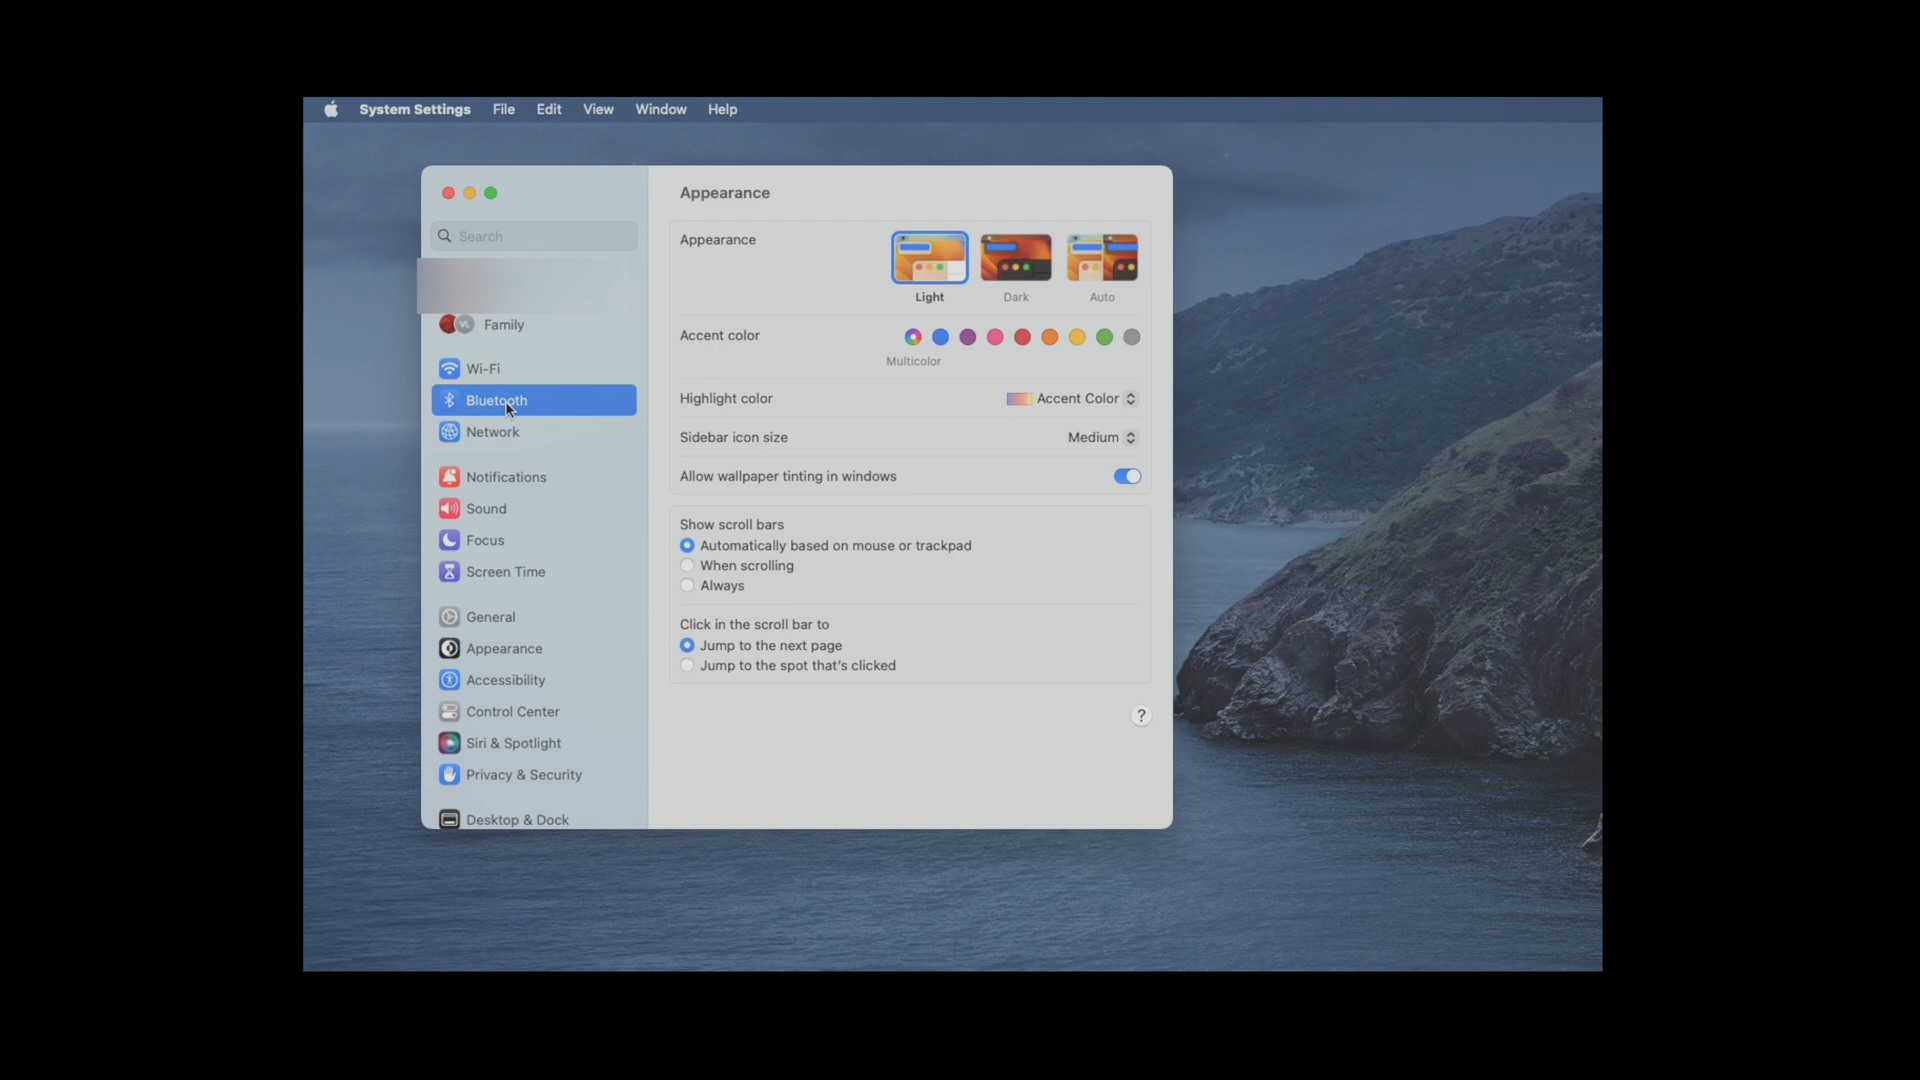 System Settings File Edit View Window Help
Appearance
Search
Family
Wi-Fi
Bluetooth
Network
Notifications
Sound
Focus
Screen Time
General
Appearance
Accessibility
Control Center
Siri & Spotlight
Privacy & Security
Desktop & Dock
Appearance
Light Dark Auto
Accent color
Multicolor
Highlight color Accent Color
Sidebar icon size Medium
Allow wallpaper tinting in windows
Show scroll bars
Automatically based on mouse or trackpad
When scrolling
Always
Click in the scroll bar to
Jump to the next page
Jump to the spot that's clicked
?